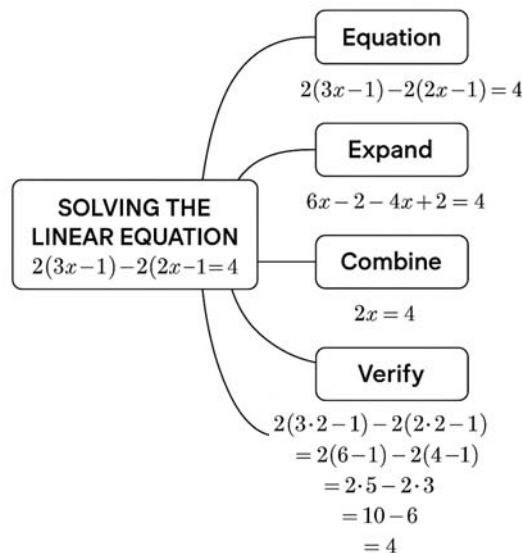 SOLVING THE
LINEAR EQUATION
2(3x−1)−2(2x−1=4
Equation
2(3x−1)−2(2x−1)=4
Expand
6x−2−4x+2=4
Combine
2x=4
Verify
2(3·2−1)−2(2·2−1)
=2(6−1)−2(4−1)
=2·5−2·3
=10−6
=4